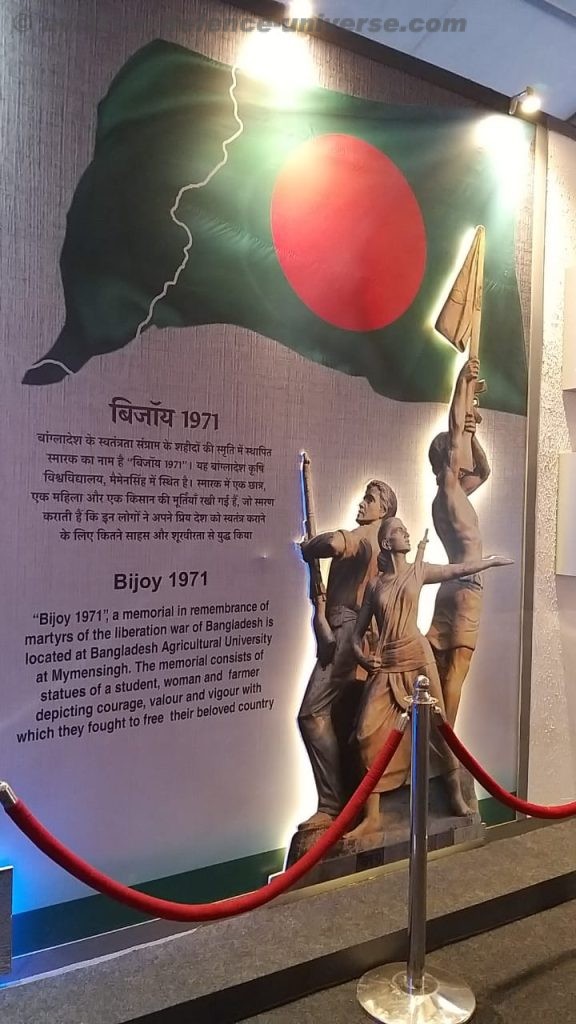 बिजॉय 1971
बांग्लादेश के स्वतंत्रता संग्राम के शहीदों की स्मृति में स्थापित
स्मारक का नाम है "बिजॉय 1971"। यह बांग्लादेश कृषि
विश्वविद्यालय, मैमेनसिंह में स्थित है। स्मारक में एक छात्र,
एक महिला और एक किसान की मूर्तियां रखी गई हैं, जो स्मरण
कराती हैं कि इन लोगों ने अपने प्रिय देश को स्वतंत्र कराने
के लिए कितने साहस और शूरवीरता से युद्ध किया
Bijoy 1971
"Bijoy 1971", a memorial in remembrance of
martyrs of the liberation war of Bangladesh is
located at Bangladesh Agricultural University
at Mymensingh. The memorial consists of
statues of a student, woman and farmer
depicting courage, valour and vigour with
which they fought to free their beloved country